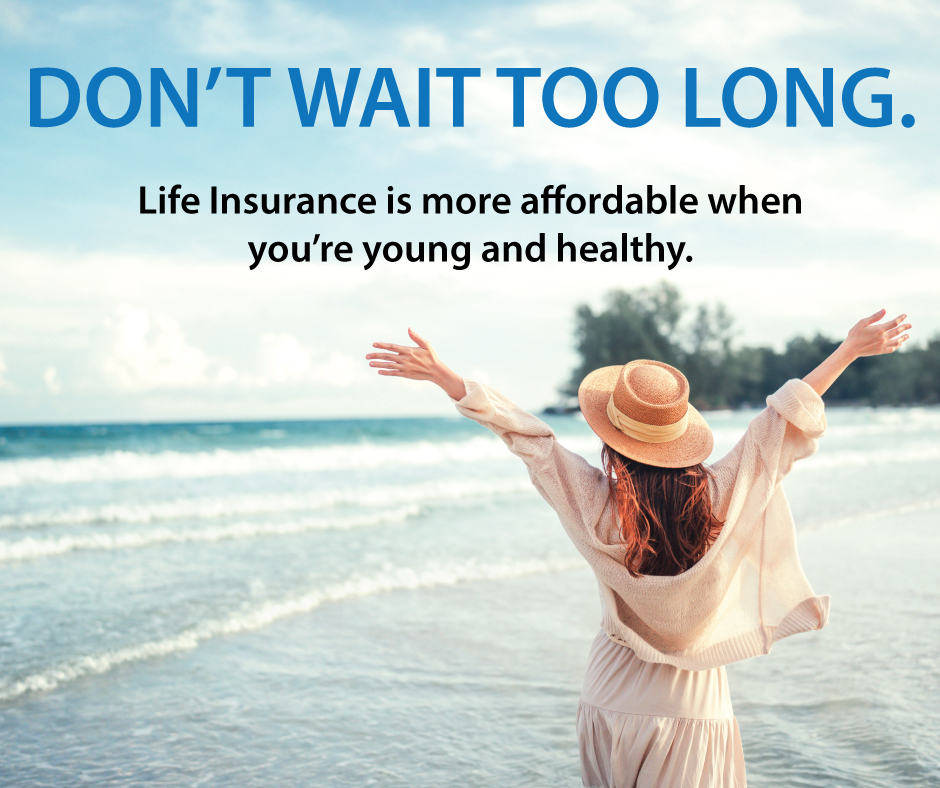 DON’T WAIT TOO LONG.
Life Insurance is more affordable when
you’re young and healthy.